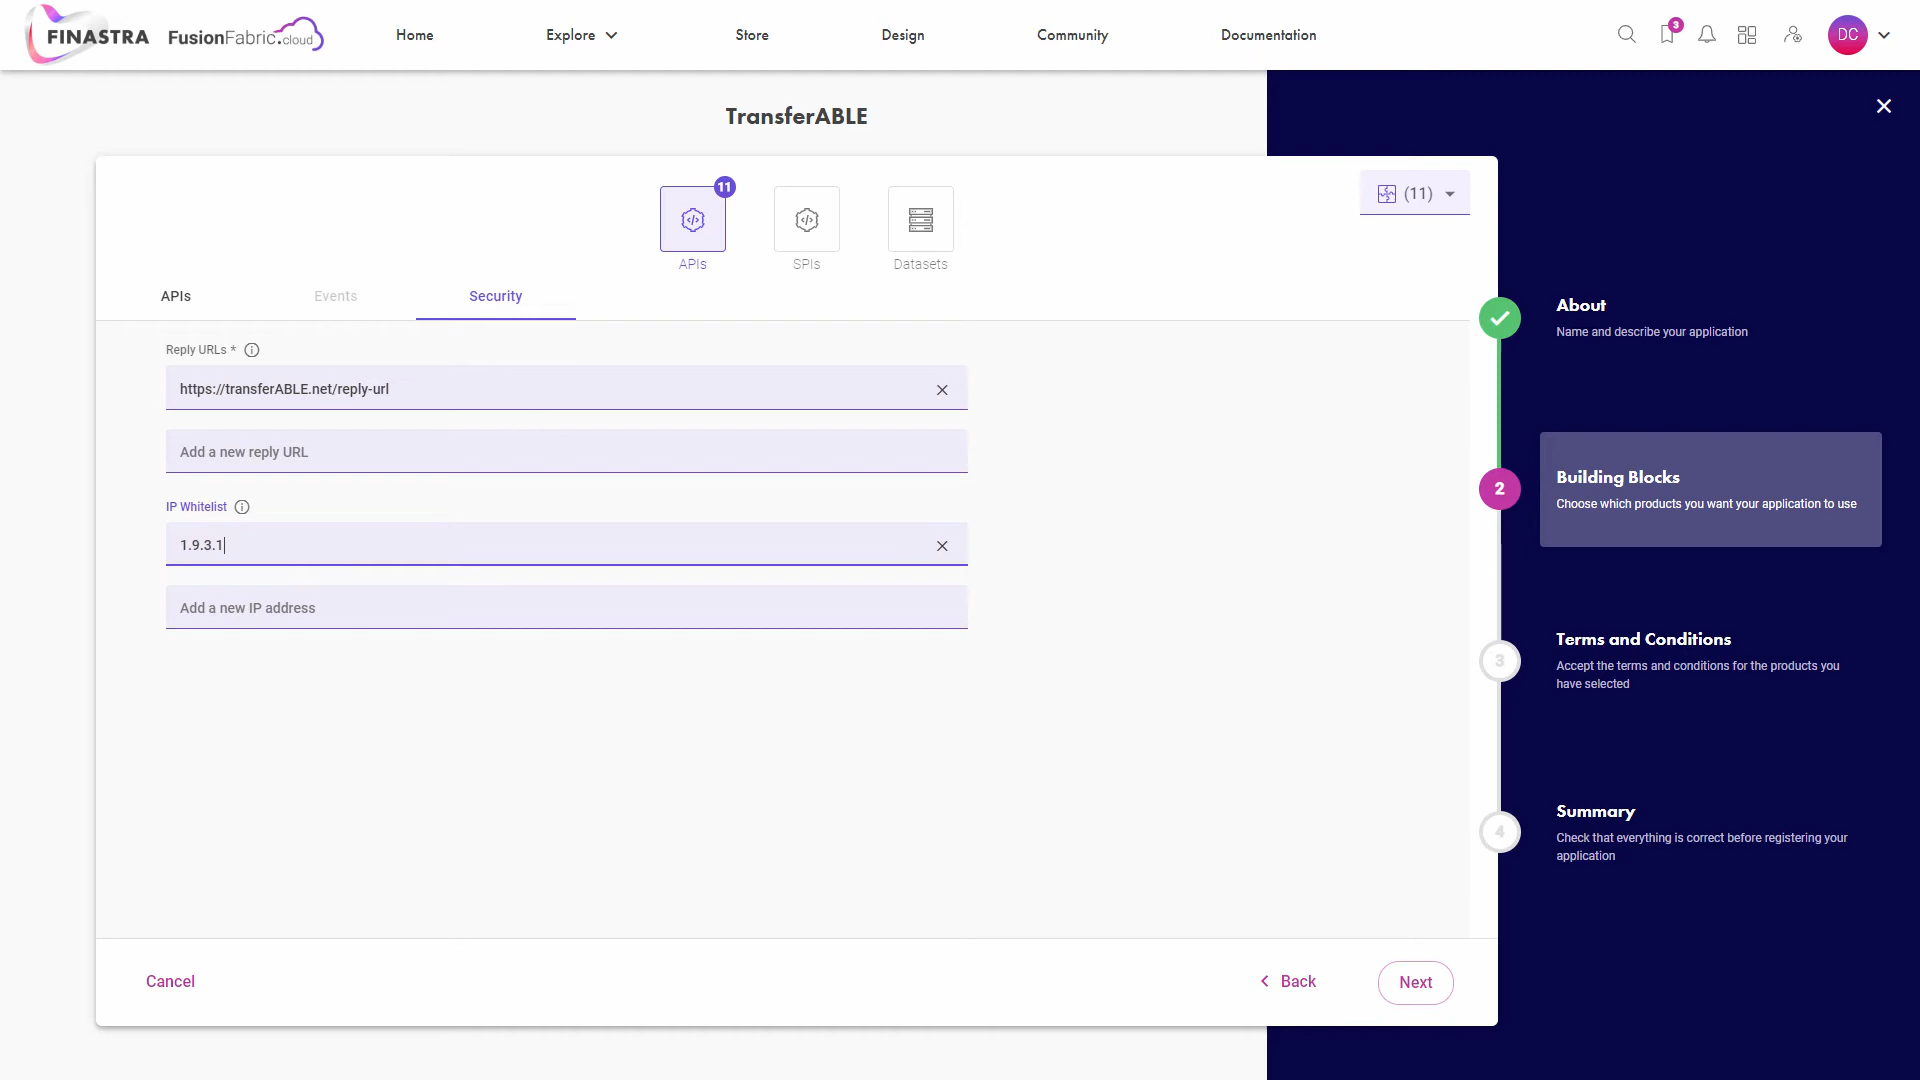 FINASTRA FusionFabric.cloud
Home
Explore
Store
Design
Community
Documentation
3
DC
TransferABLE
11
APIs
SPIs
Datasets
(11)
APIs
Events
Security
Reply URLs *
https://transferABLE.net/reply-url
Add a new reply URL
IP Whitelist
1.9.3.1
Add a new IP address
Cancel
Back
Next
About
Name and describe your application
2
Building Blocks
Choose which products you want your application to use
3
Terms and Conditions
Accept the terms and conditions for the products you
have selected
4
Summary
Check that everything is correct before registering your
application